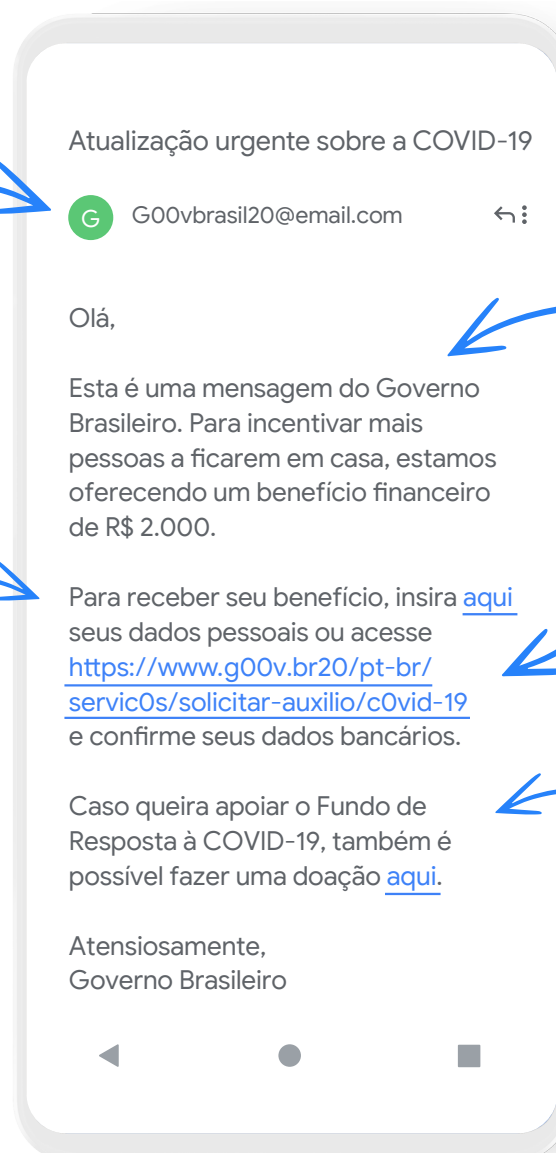 Atualização urgente sobre a COVID-19
G
G00vbrasil20@email.com
Olá,
Esta é uma mensagem do Governo
Brasileiro. Para incentivar mais
pessoas a ficarem em casa, estamos
oferecendo um benefício financeiro
de R$ 2.000.
Para receber seu benefício, insira aqui
seus dados pessoais ou acesse
https://www.g00v.br20/pt-br/
servic0s/solicitar-auxilio/c0vid-19
e confirme seus dados bancários.
Caso queira apoiar o Fundo de
Resposta à COVID-19, também é
possível fazer uma doação aqui.
Atensiosamente,
Governo Brasileiro